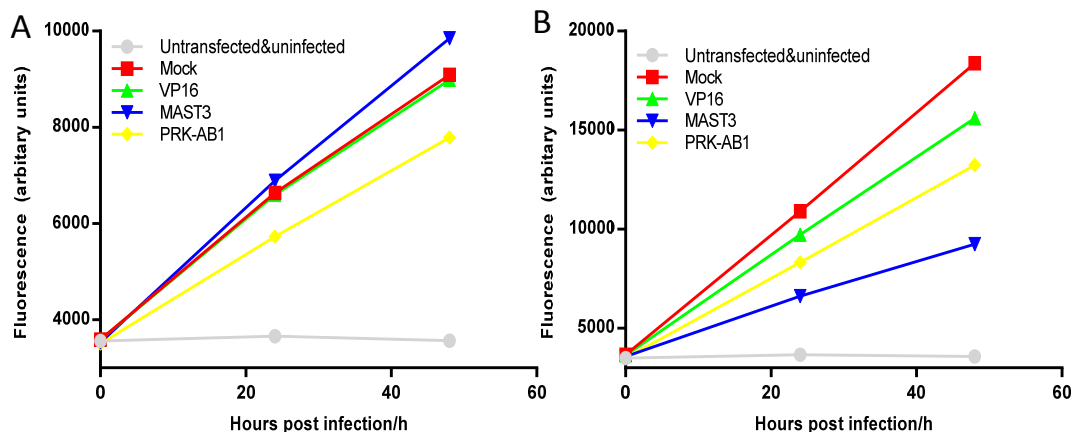 A
10000
8000
6000
4000
Fluorescence (arbitary units)
Untransfected&uninfected
Mock
VP16
MAST3
PRK-AB1
0
20
40
60
Hours post infection/h
B
20000
15000
10000
5000
Fluorescence (arbitary units)
Untransfected&uninfected
Mock
VP16
MAST3
PRK-AB1
0
20
40
60
Hours post infection/h